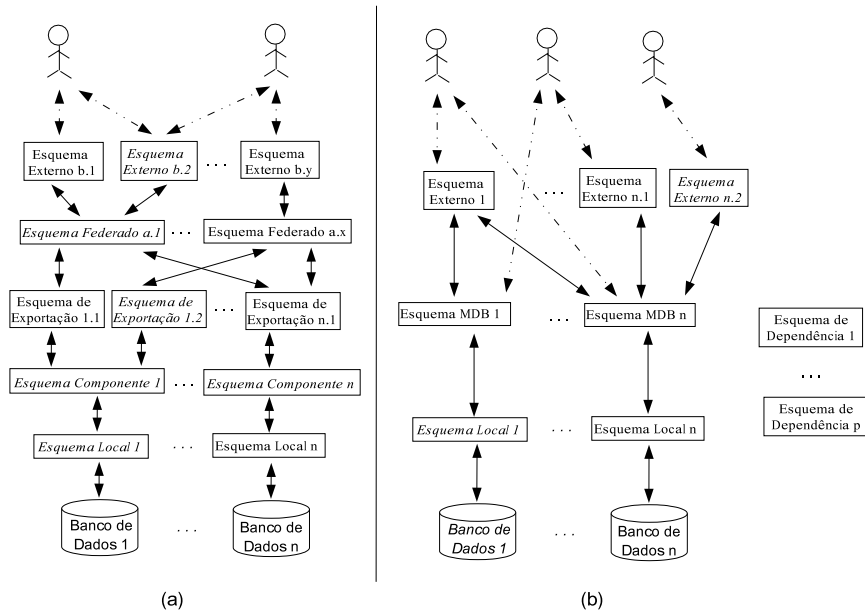 Esquema
Externo b.1
Esquema
Externo b.2
. . .
Esquema
Externo b.y
Esquema Federado a.1
. . .
Esquema Federado a.x
Esquema de
Exportação 1.1
Esquema de
Exportação 1.2
. . .
Esquema de
Exportação n.1
Esquema Componente 1
. . .
Esquema Componente n
Esquema Local 1
. . .
Esquema Local n
Banco de
Dados 1
. . .
Banco de
Dados n
(a)
Esquema
Externo 1
. . .
Esquema
Externo n.1
Esquema
Externo n.2
Esquema MDB 1
. . .
Esquema MDB n
Esquema de
Dependência 1
. . .
Esquema de
Dependência p
Esquema Local 1
. . .
Esquema Local n
Banco de
Dados 1
. . .
Banco de
Dados n
(b)